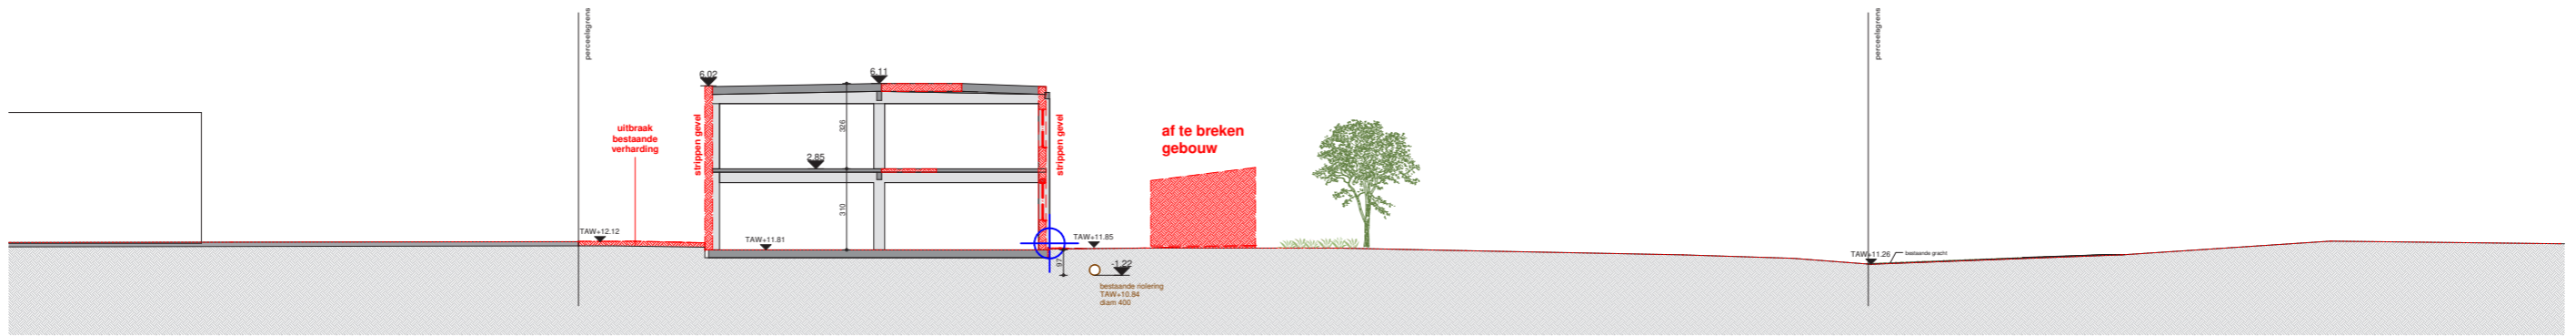 perceelsgrens
perceelsgrens
6.02
6.11
uitbraak
bestaande
verharding
strippen gevel
326
2.85
310
strippen gevel
af te breken
gebouw
TAW+12.12
TAW+11.81
TAW+11.85
97
-1.22
bestaande riolering
TAW+10.84
diam 400
TAW+11.26
bestaande gracht